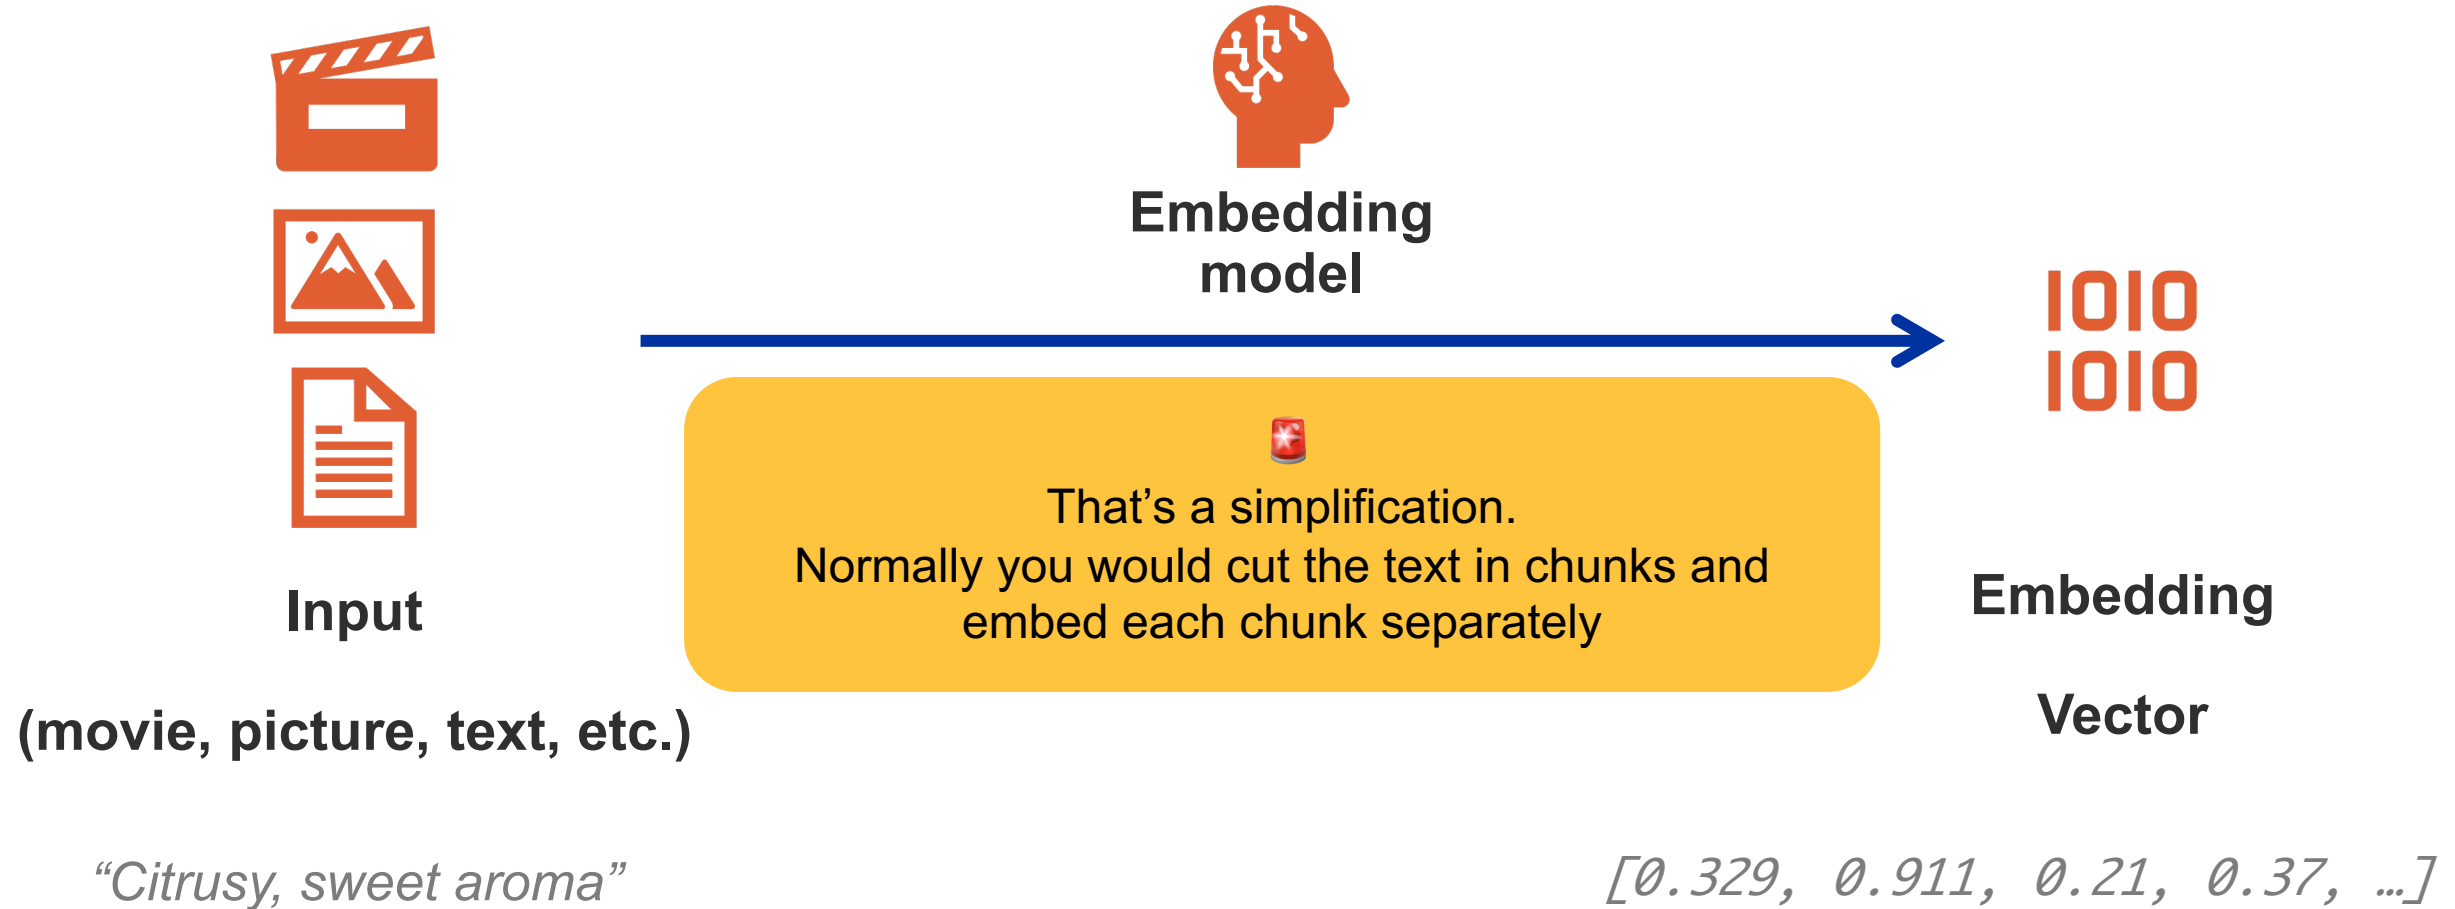 Embedding
model
1010
1010
🚨
That’s a simplification.
Normally you would cut the text in chunks and
embed each chunk separately
Input
(movie, picture, text, etc.)
Embedding
Vector
“Citrusy, sweet aroma”
[0.329, 0.911, 0.21, 0.37, …]